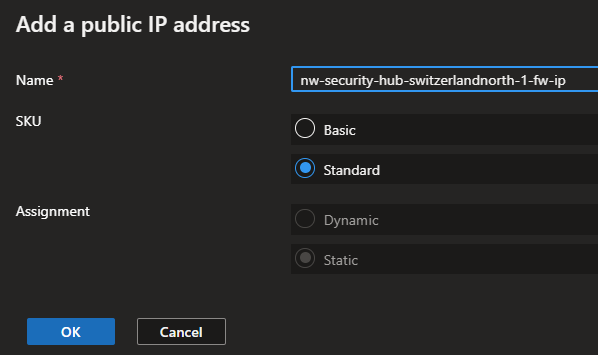 Add a public IP address
Name *
nw-security-hub-switzerlandnorth-1-fw-ip
SKU
Basic
Standard
Assignment
Dynamic
Static
OK
Cancel